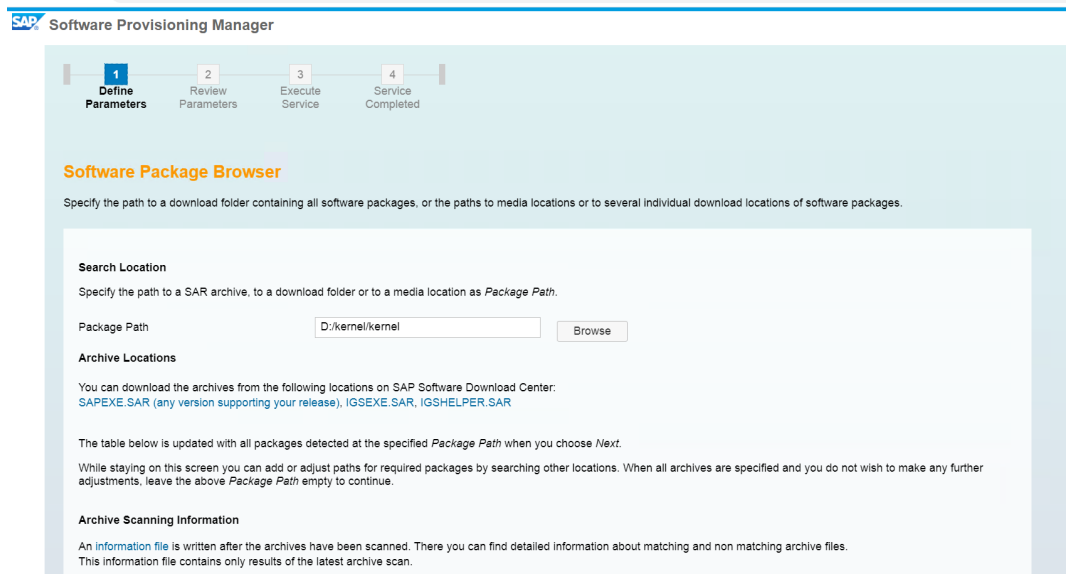 SAP Software Provisioning Manager
1 2 3 4
Define Review Execute Service
Parameters Parameters Service Completed
Software Package Browser
Specify the path to a download folder containing all software packages, or the paths to media locations or to several individual download locations of software packages.
Search Location
Specify the path to a SAR archive, to a download folder or to a media location as Package Path.
Package Path D:/kernel/kernel Browse
Archive Locations
You can download the archives from the following locations on SAP Software Download Center:
SAPEXE.SAR (any version supporting your release), IGSEXE.SAR, IGSHELPER.SAR
The table below is updated with all packages detected at the specified Package Path when you choose Next.
While staying on this screen you can add or adjust paths for required packages by searching other locations. When all archives are specified and you do not wish to make any further
adjustments, leave the above Package Path empty to continue.
Archive Scanning Information
An information file is written after the archives have been scanned. There you can find detailed information about matching and non matching archive files.
This information file contains only results of the latest archive scan.